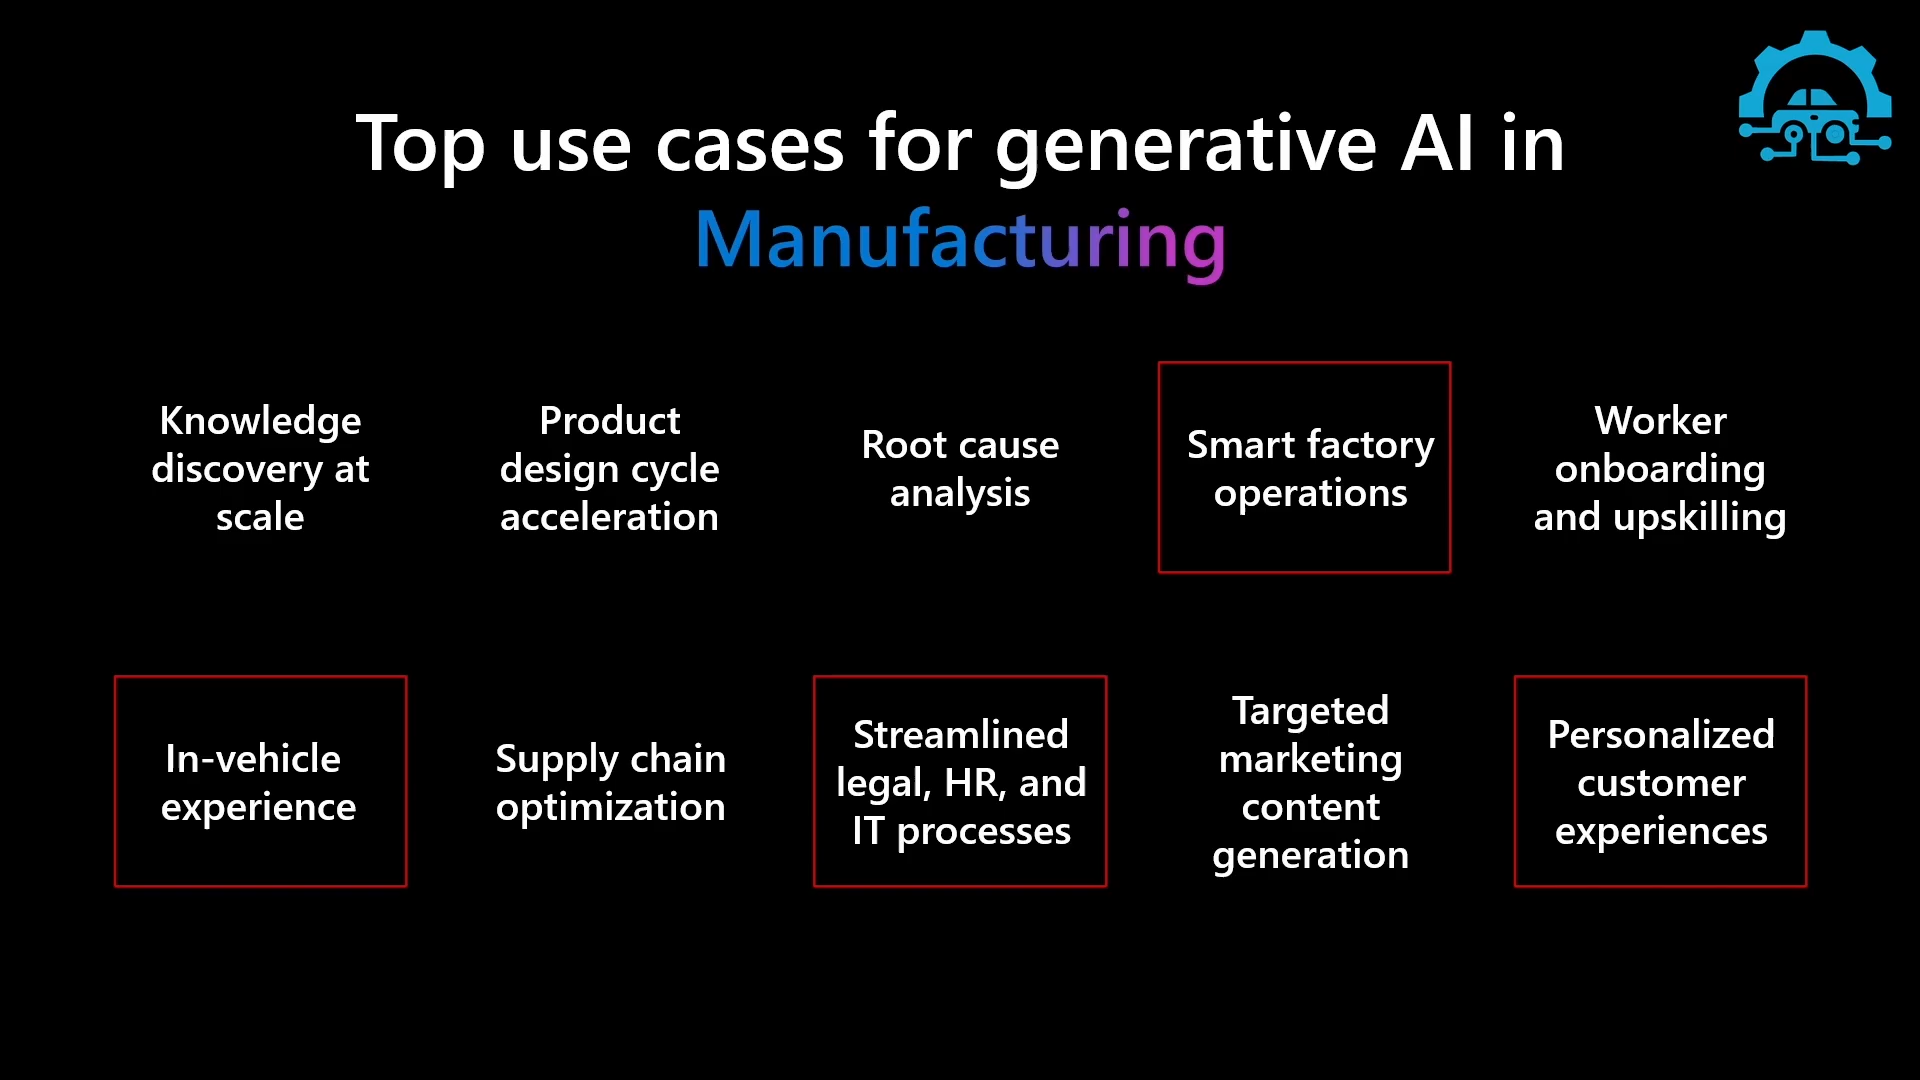 Top use cases for generative AI in
Manufacturing
Knowledge
discovery at
scale
Product
design cycle
acceleration
Root cause
analysis
Smart factory
operations
Worker
onboarding
and upskilling
In-vehicle
experience
Supply chain
optimization
Streamlined
legal, HR, and
IT processes
Targeted
marketing
content
generation
Personalized
customer
experiences